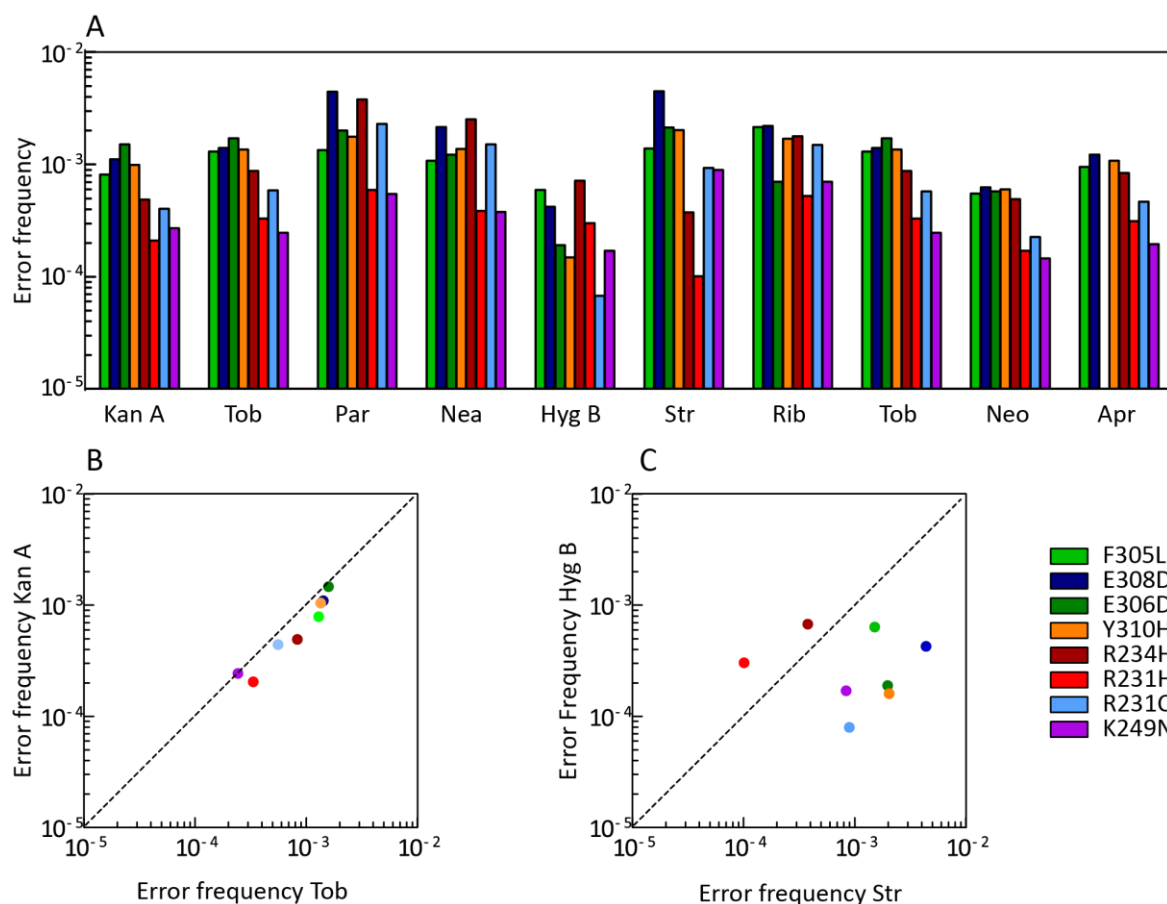 A
Error frequency
10-2
10-3
10-4
10-5
Kan A Tob Par Nea Hyg B Str Rib Tob Neo Apr
B
Error frequency Kan A
10-2
10-3
10-4
10-5
10-5 10-4 10-3 10-2
Error frequency Tob
C
Error Frequency Hyg B
10-2
10-3
10-4
10-5
10-5 10-4 10-3 10-2
Error frequency Str
F305L
E308D
E306D
Y310H
R234H
R231H
R231C
K249N